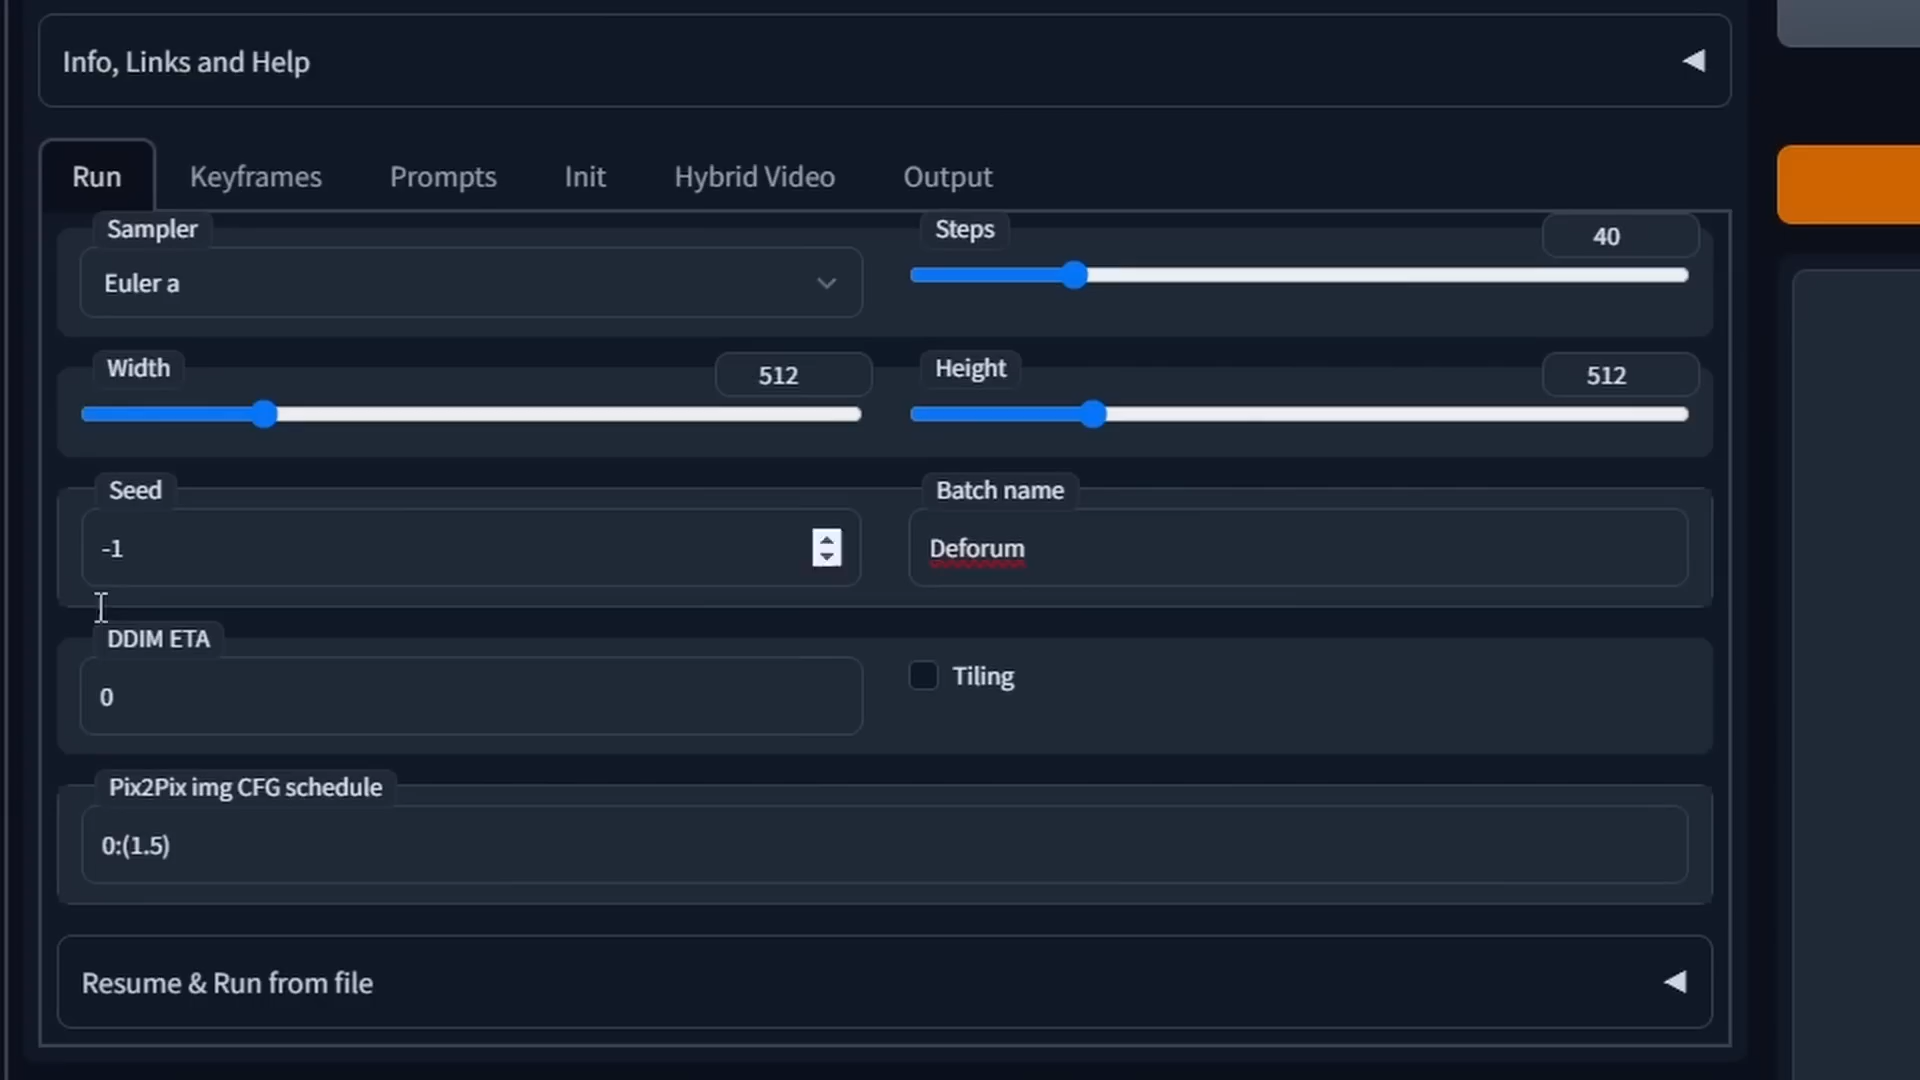 Info, Links and Help
Run Keyframes Prompts Init Hybrid Video Output
Sampler Steps 40
Euler a
Width 512 Height 512
Seed Batch name
-1 Deforum
DDIM ETA
0 Tiling
Pix2Pix img CFG schedule
0:(1.5)
Resume & Run from file